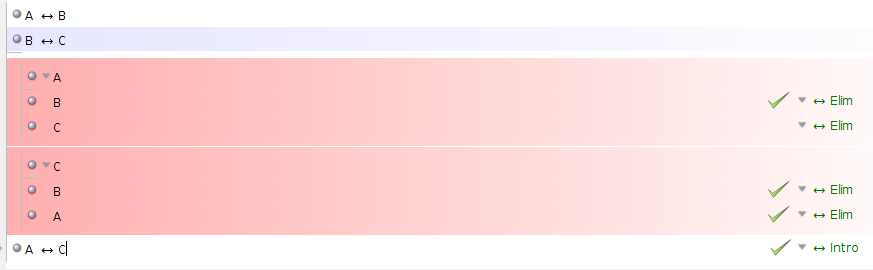 A ↔ B
B ↔ C
A
B ↔ Elim
C ↔ Elim
C
B ↔ Elim
A ↔ Elim
A ↔ C ↔ Intro